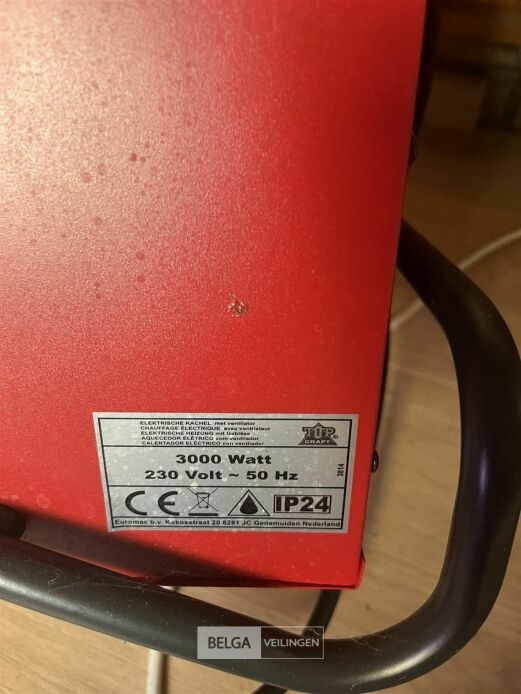 ELEKTRISCHE KACHEL met ventilator
CHAUFFAGE ÉLECTRIQUE avec ventilateur
ELEKTRISCHE HEIZUNG mit Gebläse
AQUECEDOR ELÉTRICO com ventilador
CALENTADOR ELÉCTRICO con ventilador
TOP CRAFT ®
3000 Watt
230 Volt ~ 50 Hz
3814
CE
IP24
Euromac b.v. Kokosstraat 20 8281 JC Genemuiden Nederland
BELGA VEILINGEN